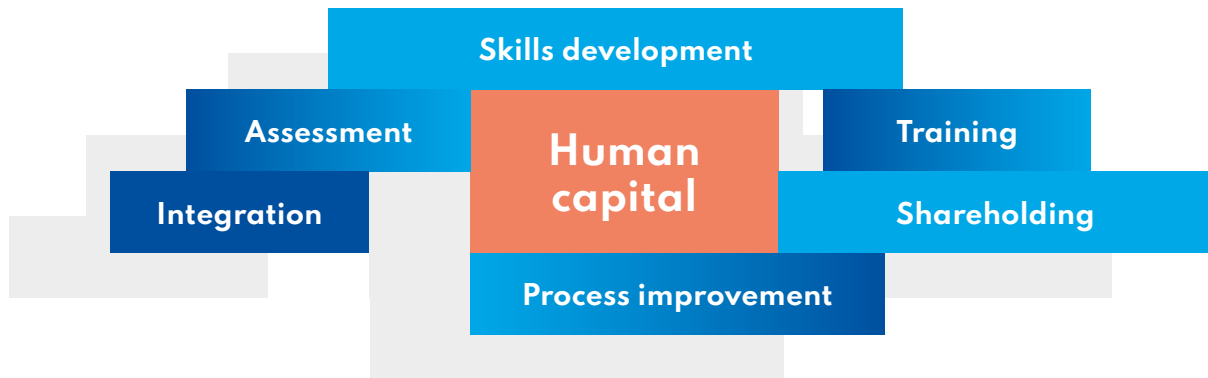 Skills development
Assessment
Training
Human
capital
Integration
Shareholding
Process improvement